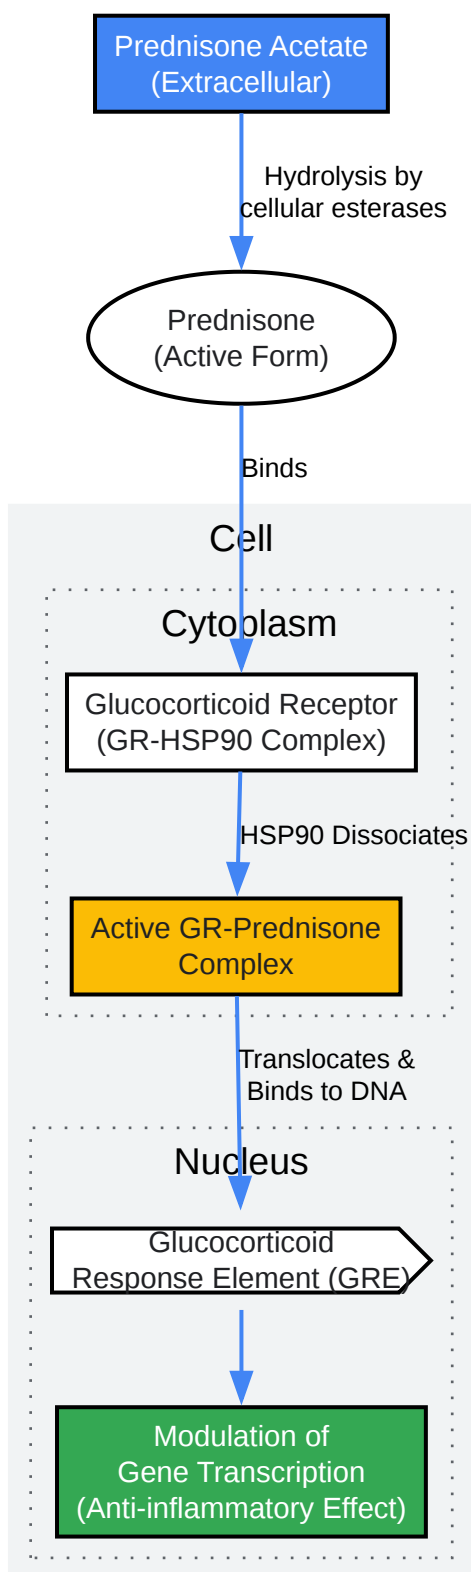 Prednisone Acetate
(Extracellular)
Hydrolysis by
cellular esterases
Prednisone
(Active Form)
Binds
Cell
Cytoplasm
Glucocorticoid Receptor
(GR-HSP90 Complex)
HSP90 Dissociates
Active GR-Prednisone
Complex
Translocates &
Binds to DNA
Nucleus
Glucocorticoid
Response Element (GRE)
Modulation of
Gene Transcription
(Anti-inflammatory Effect)